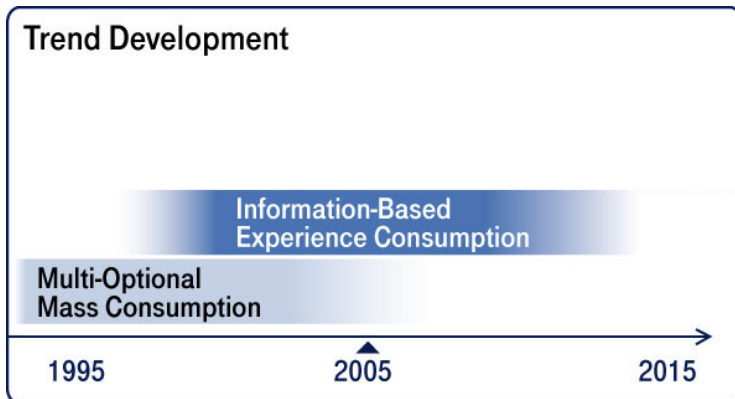 Trend Development
Information-Based
Experience Consumption
Multi-Optional
Mass Consumption
1995
2005
2015